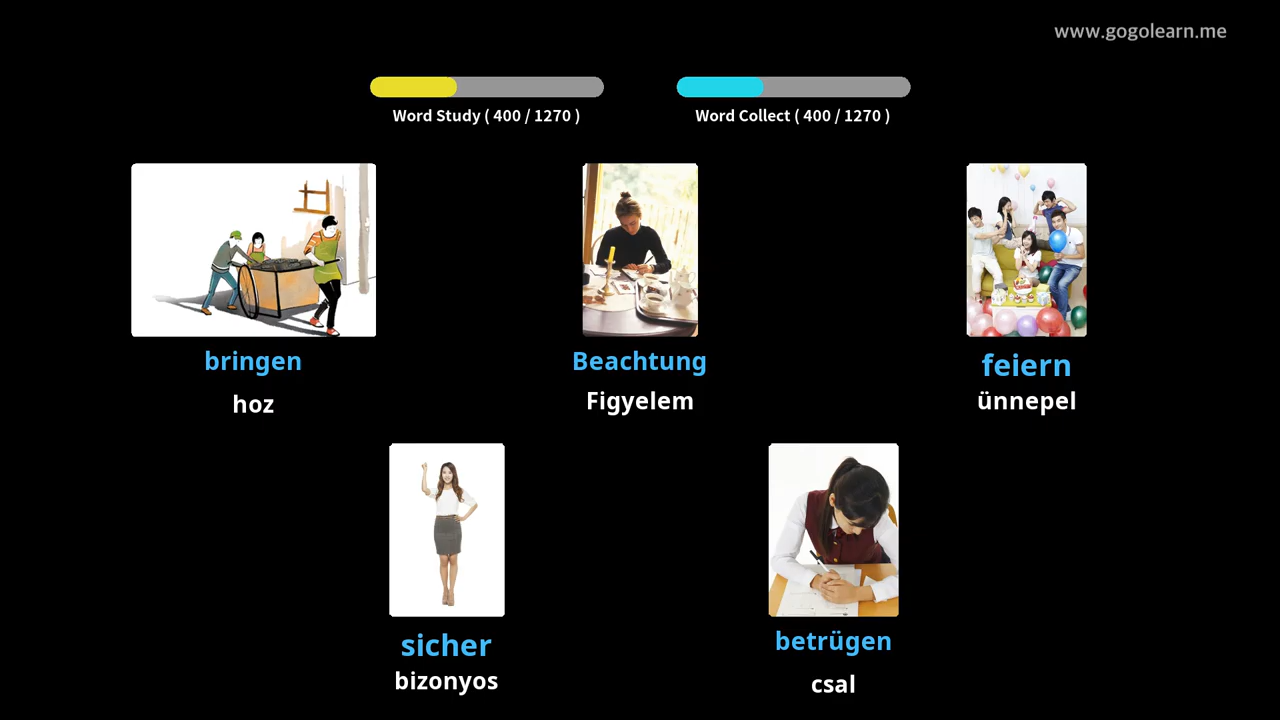 www.gogolearn.me
Word Study ( 400 / 1270 )
Word Collect ( 400 / 1270 )
bringen
hoz
Beachtung
Figyelem
feiern
ünnepel
sicher
bizonyos
betrügen
csal